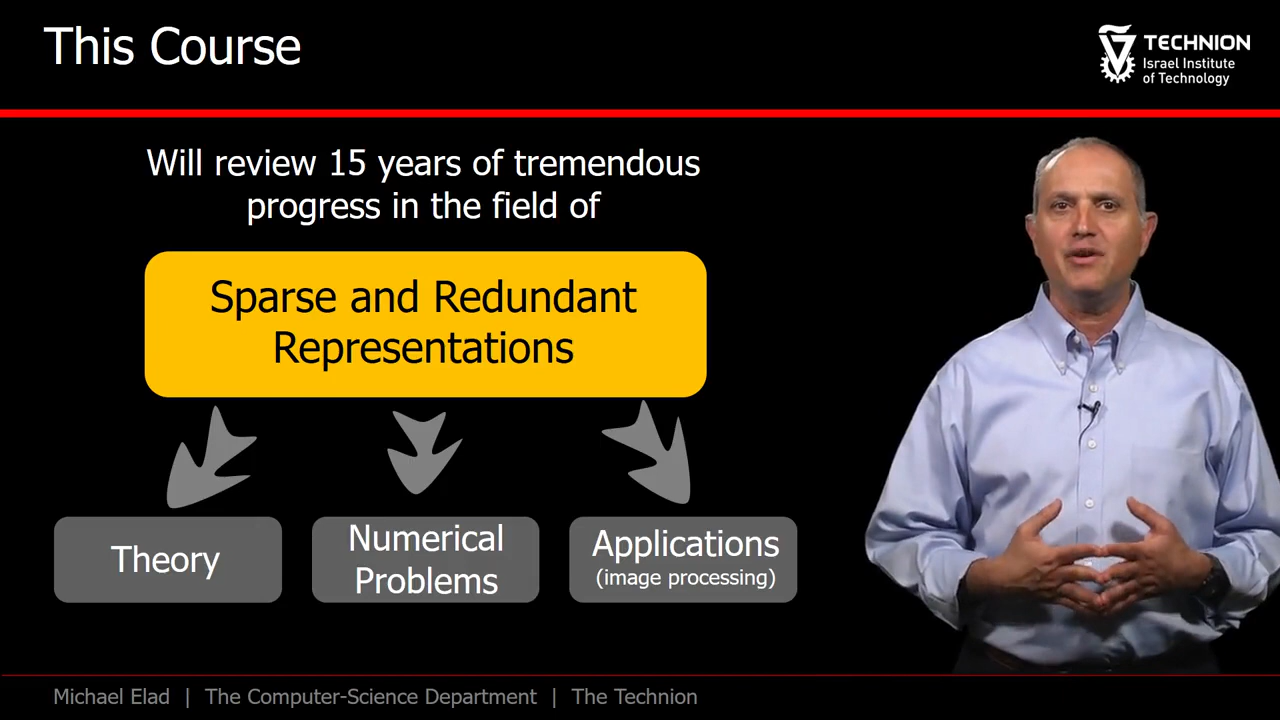 This Course
TECHNION
Israel Institute
of Technology
Will review 15 years of tremendous
progress in the field of
Sparse and Redundant
Representations
Theory
Numerical
Problems
Applications
(image processing)
Michael Elad | The Computer-Science Department | The Technion